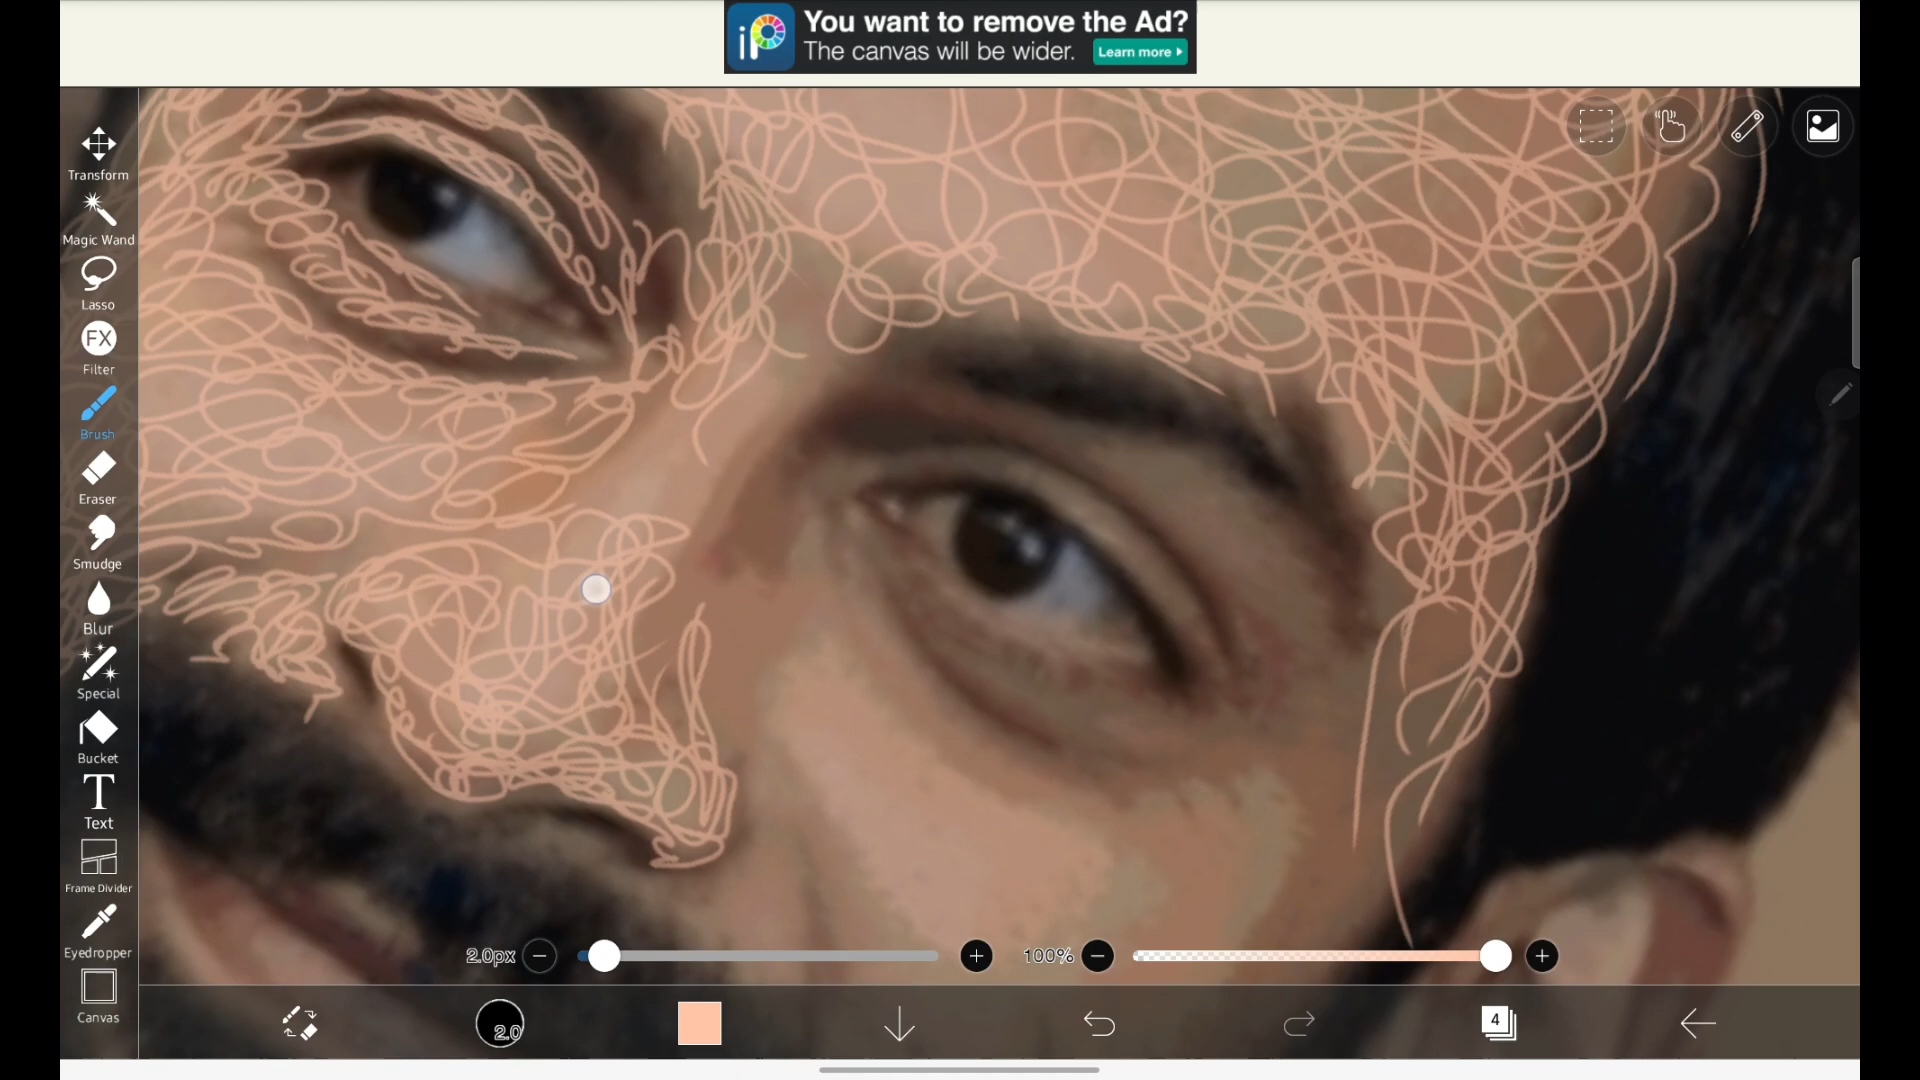 iP
You want to remove the Ad?
The canvas will be wider.
Learn more
Transform
Magic Wand
Lasso
FX
Filter
Brush
Eraser
Smudge
Blur
Special
Bucket
T
Text
Frame Divider
Eyedropper
Canvas
2.0px
100%
2.0
4